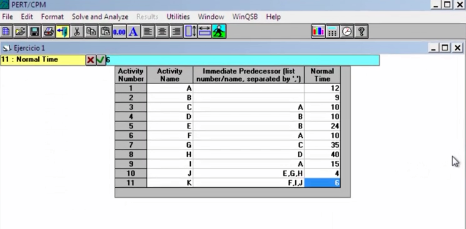 PERT/CPM
File Edit Format Solve and Analyze Results Utilities Window WinQSB Help
0.00 A
Ejercicio 1
11 : Normal Time 6
Activity Number Activity Name Immediate Predecessor (list number/name, separated by ',') Normal Time
1 A 12
2 B 9
3 C A 10
4 D B 10
5 E B 24
6 F A 10
7 G C 35
8 H D 40
9 I A 15
10 J E,G,H 4
11 K F,I,J 6